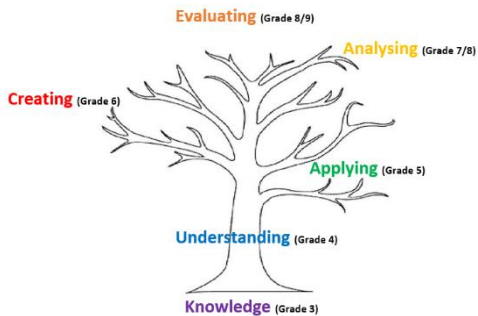 Evaluating (Grade 8/9)
Analysing (Grade 7/8)
Creating (Grade 6)
Applying (Grade 5)
Understanding (Grade 4)
Knowledge (Grade 3)